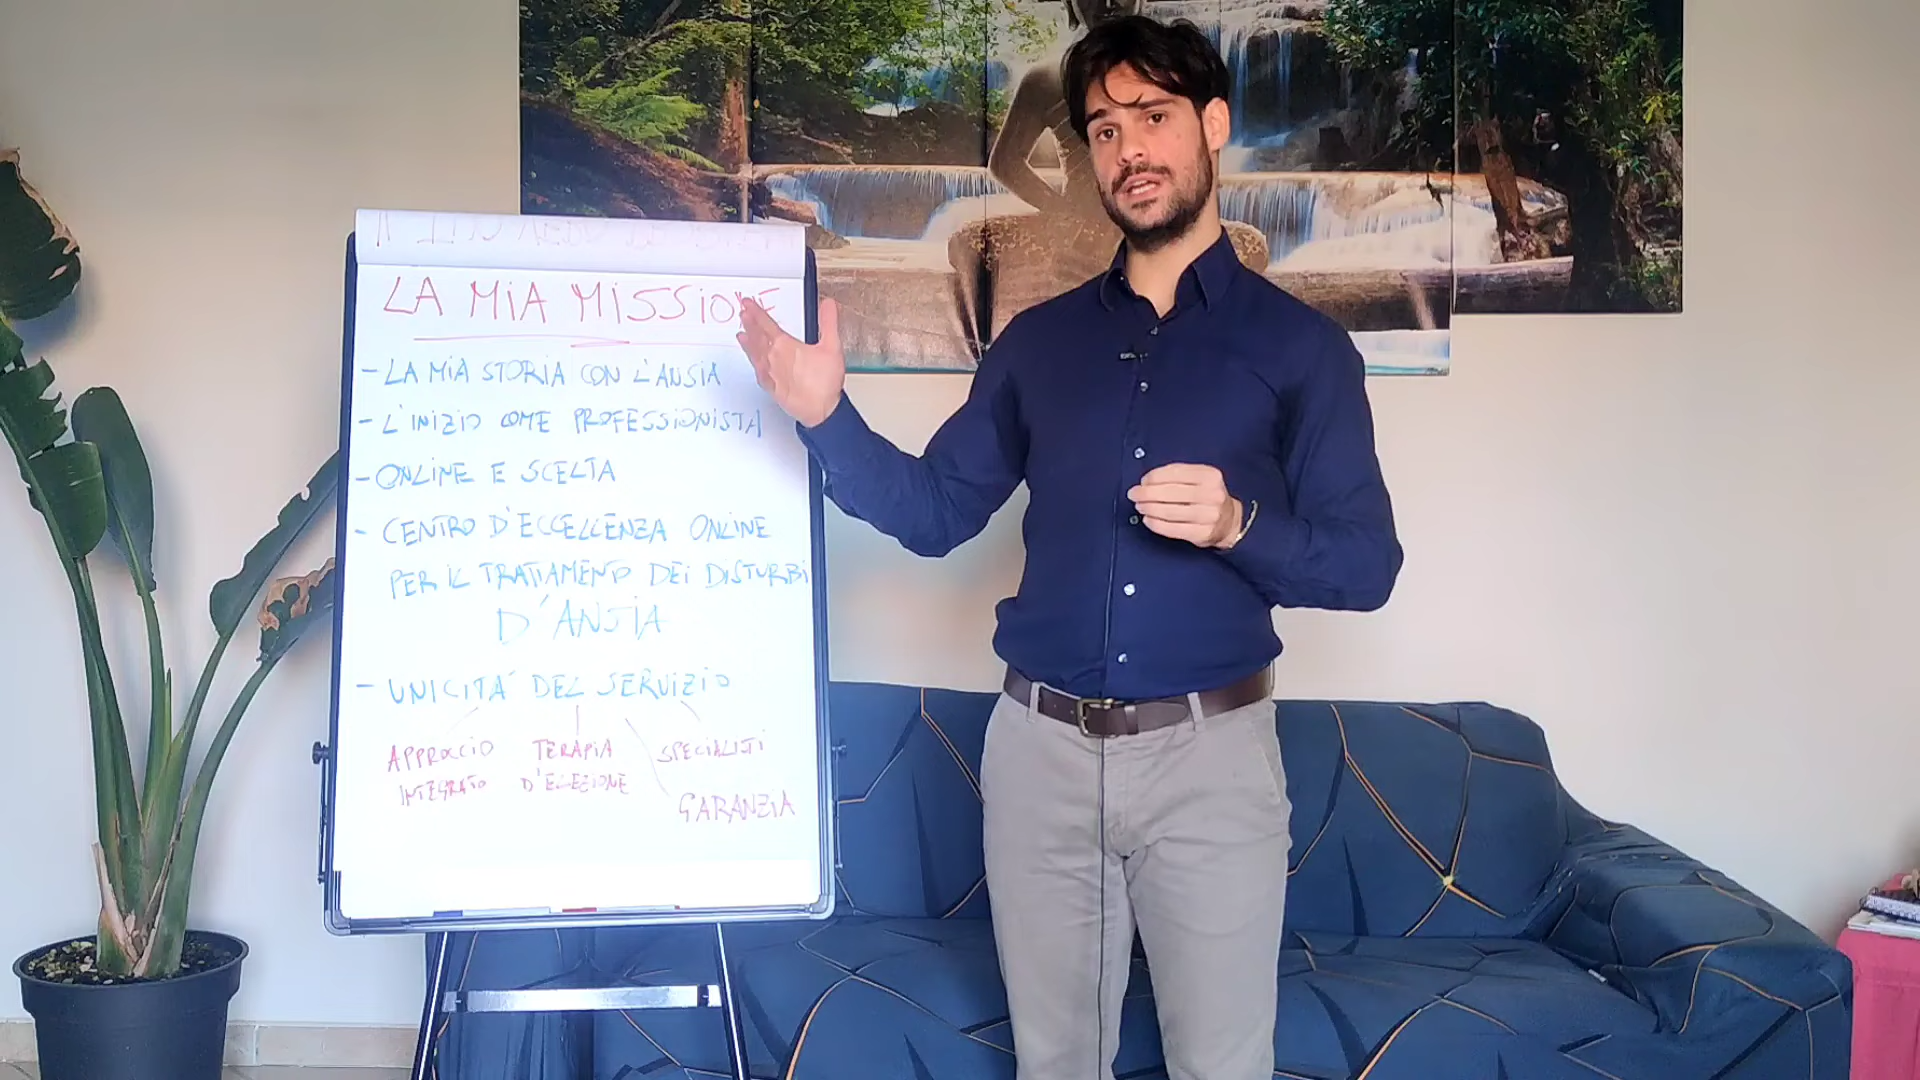 LA MIA MISSIONE
- LA MIA STORIA CON L'ANSIA
- L'INIZIO COME PROFESSIONISTA
- ONLINE E SCELTA
- CENTRO D'ECCELLENZA ONLINE
PER IL TRATTAMENTO DEI DISTURBI
D'ANSIA
- UNICITA' DEL SERVIZIO
APPROCCIO TERAPIA SPECIALISTI
INTEGRATO D'ELEZIONE
GARANZIA